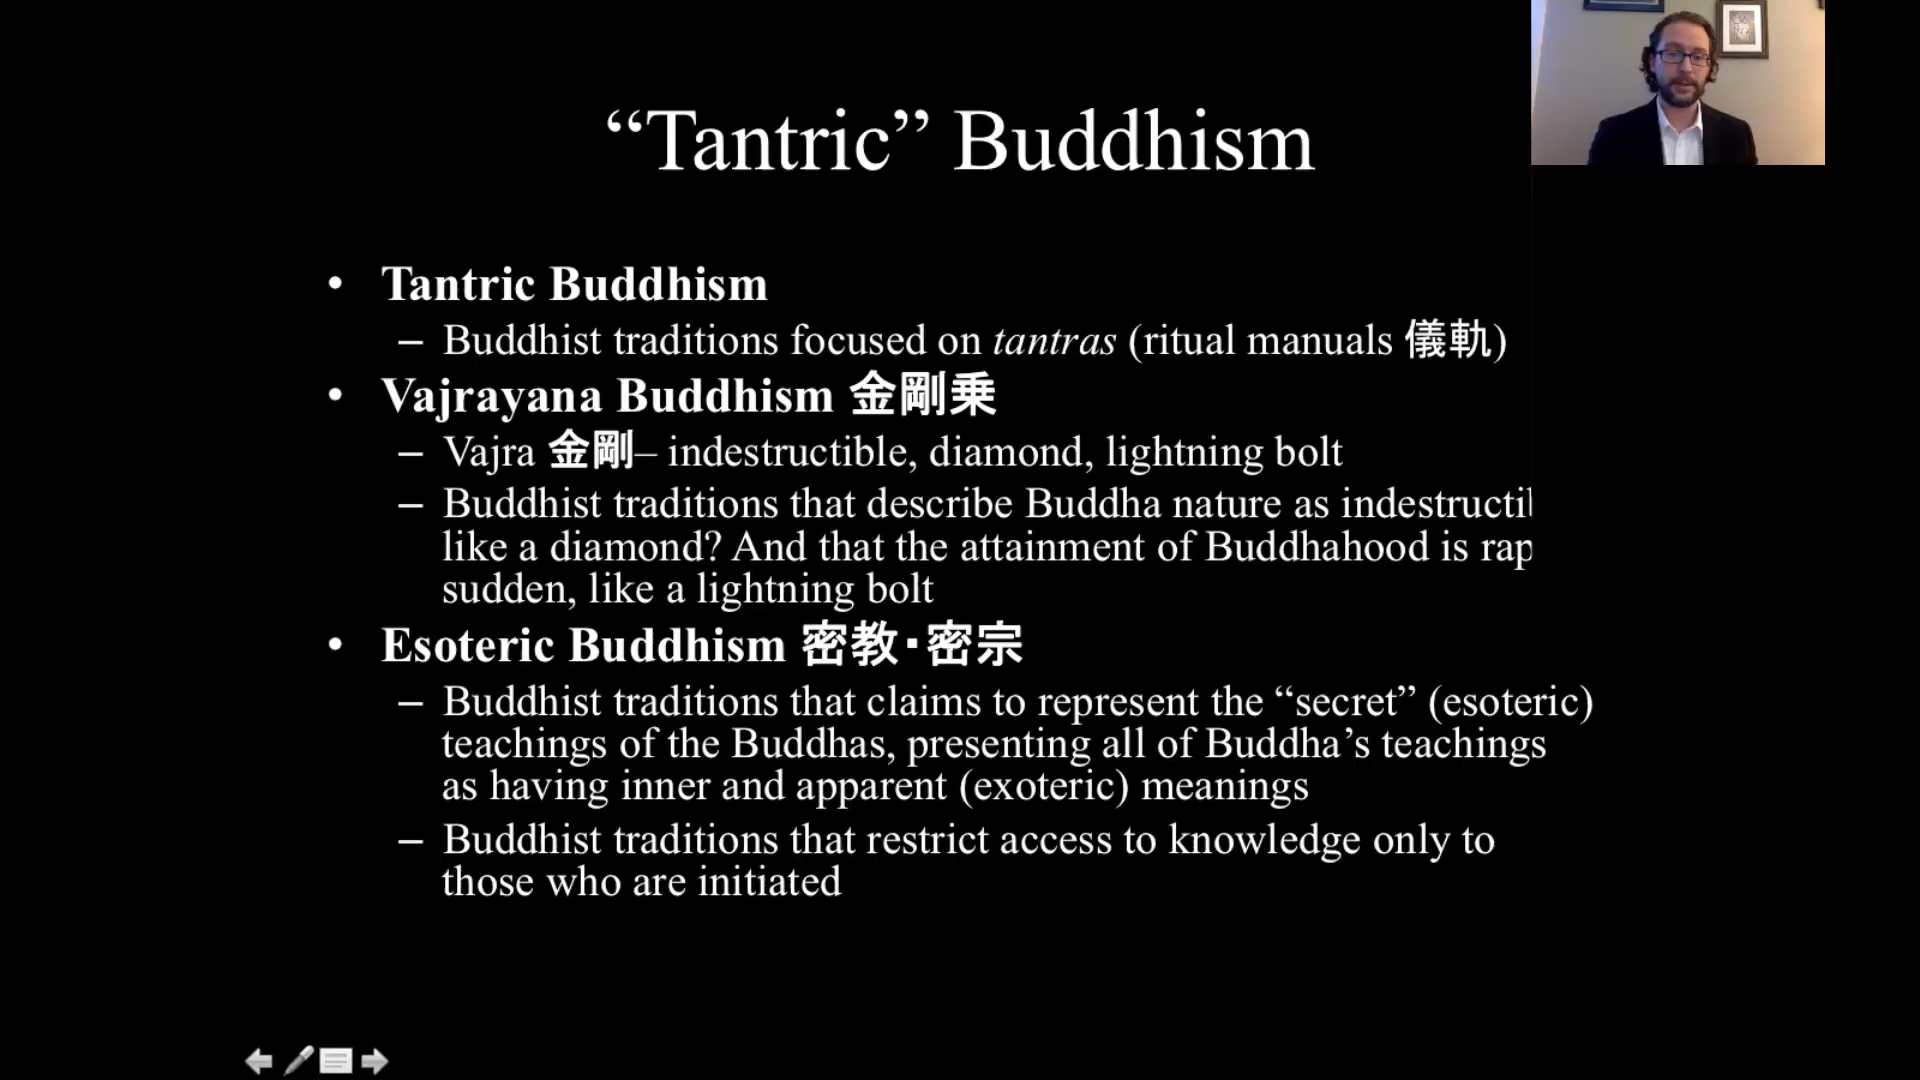 “Tantric” Buddhism
• Tantric Buddhism
– Buddhist traditions focused on tantras (ritual manuals 儀軌)
• Vajrayana Buddhism 金剛乗
– Vajra 金剛– indestructible, diamond, lightning bolt
– Buddhist traditions that describe Buddha nature as
like a diamond? And that the attainment of Buddhahood is
sudden, like a lightning bolt
• Esoteric Buddhism 密教・密宗
– Buddhist traditions that claims to represent the “secret” (esoteric)
teachings of the Buddhas, presenting all of Buddha’s teachings
as having inner and apparent (exoteric) meanings
– Buddhist traditions that restrict access to knowledge only to
those who are initiated